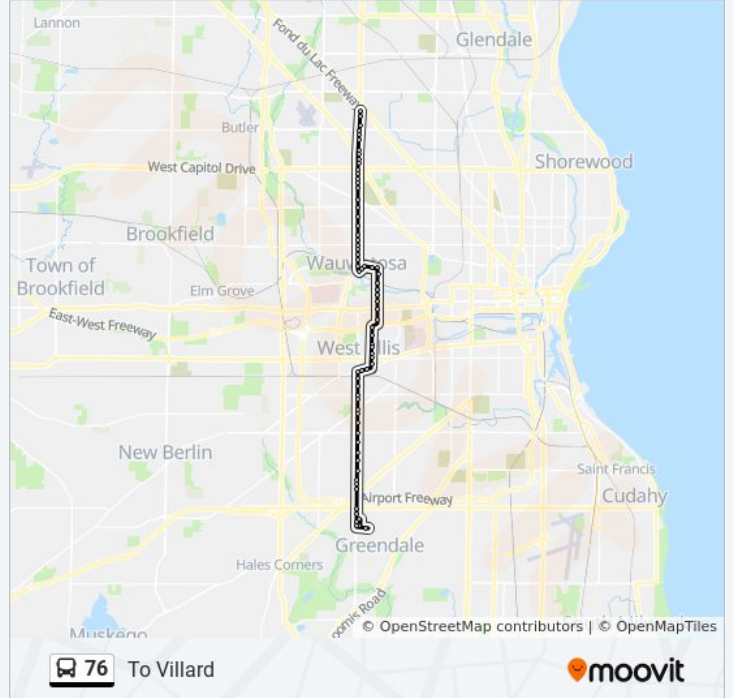 Lannon
Glendale
Fond du Lac Freeway
Butler
Shorewood
West Capitol Drive
Brookfield
Wauwatosa
Town of
Brookfield
Elm Grove
East-West Freeway
West Allis
New Berlin
Saint Francis
Cudahy
Airport Freeway
Greendale
Hales Corners
oomis Road
Muskego
© OpenStreetMap contributors | © OpenMapTiles
76 To Villard
moovit